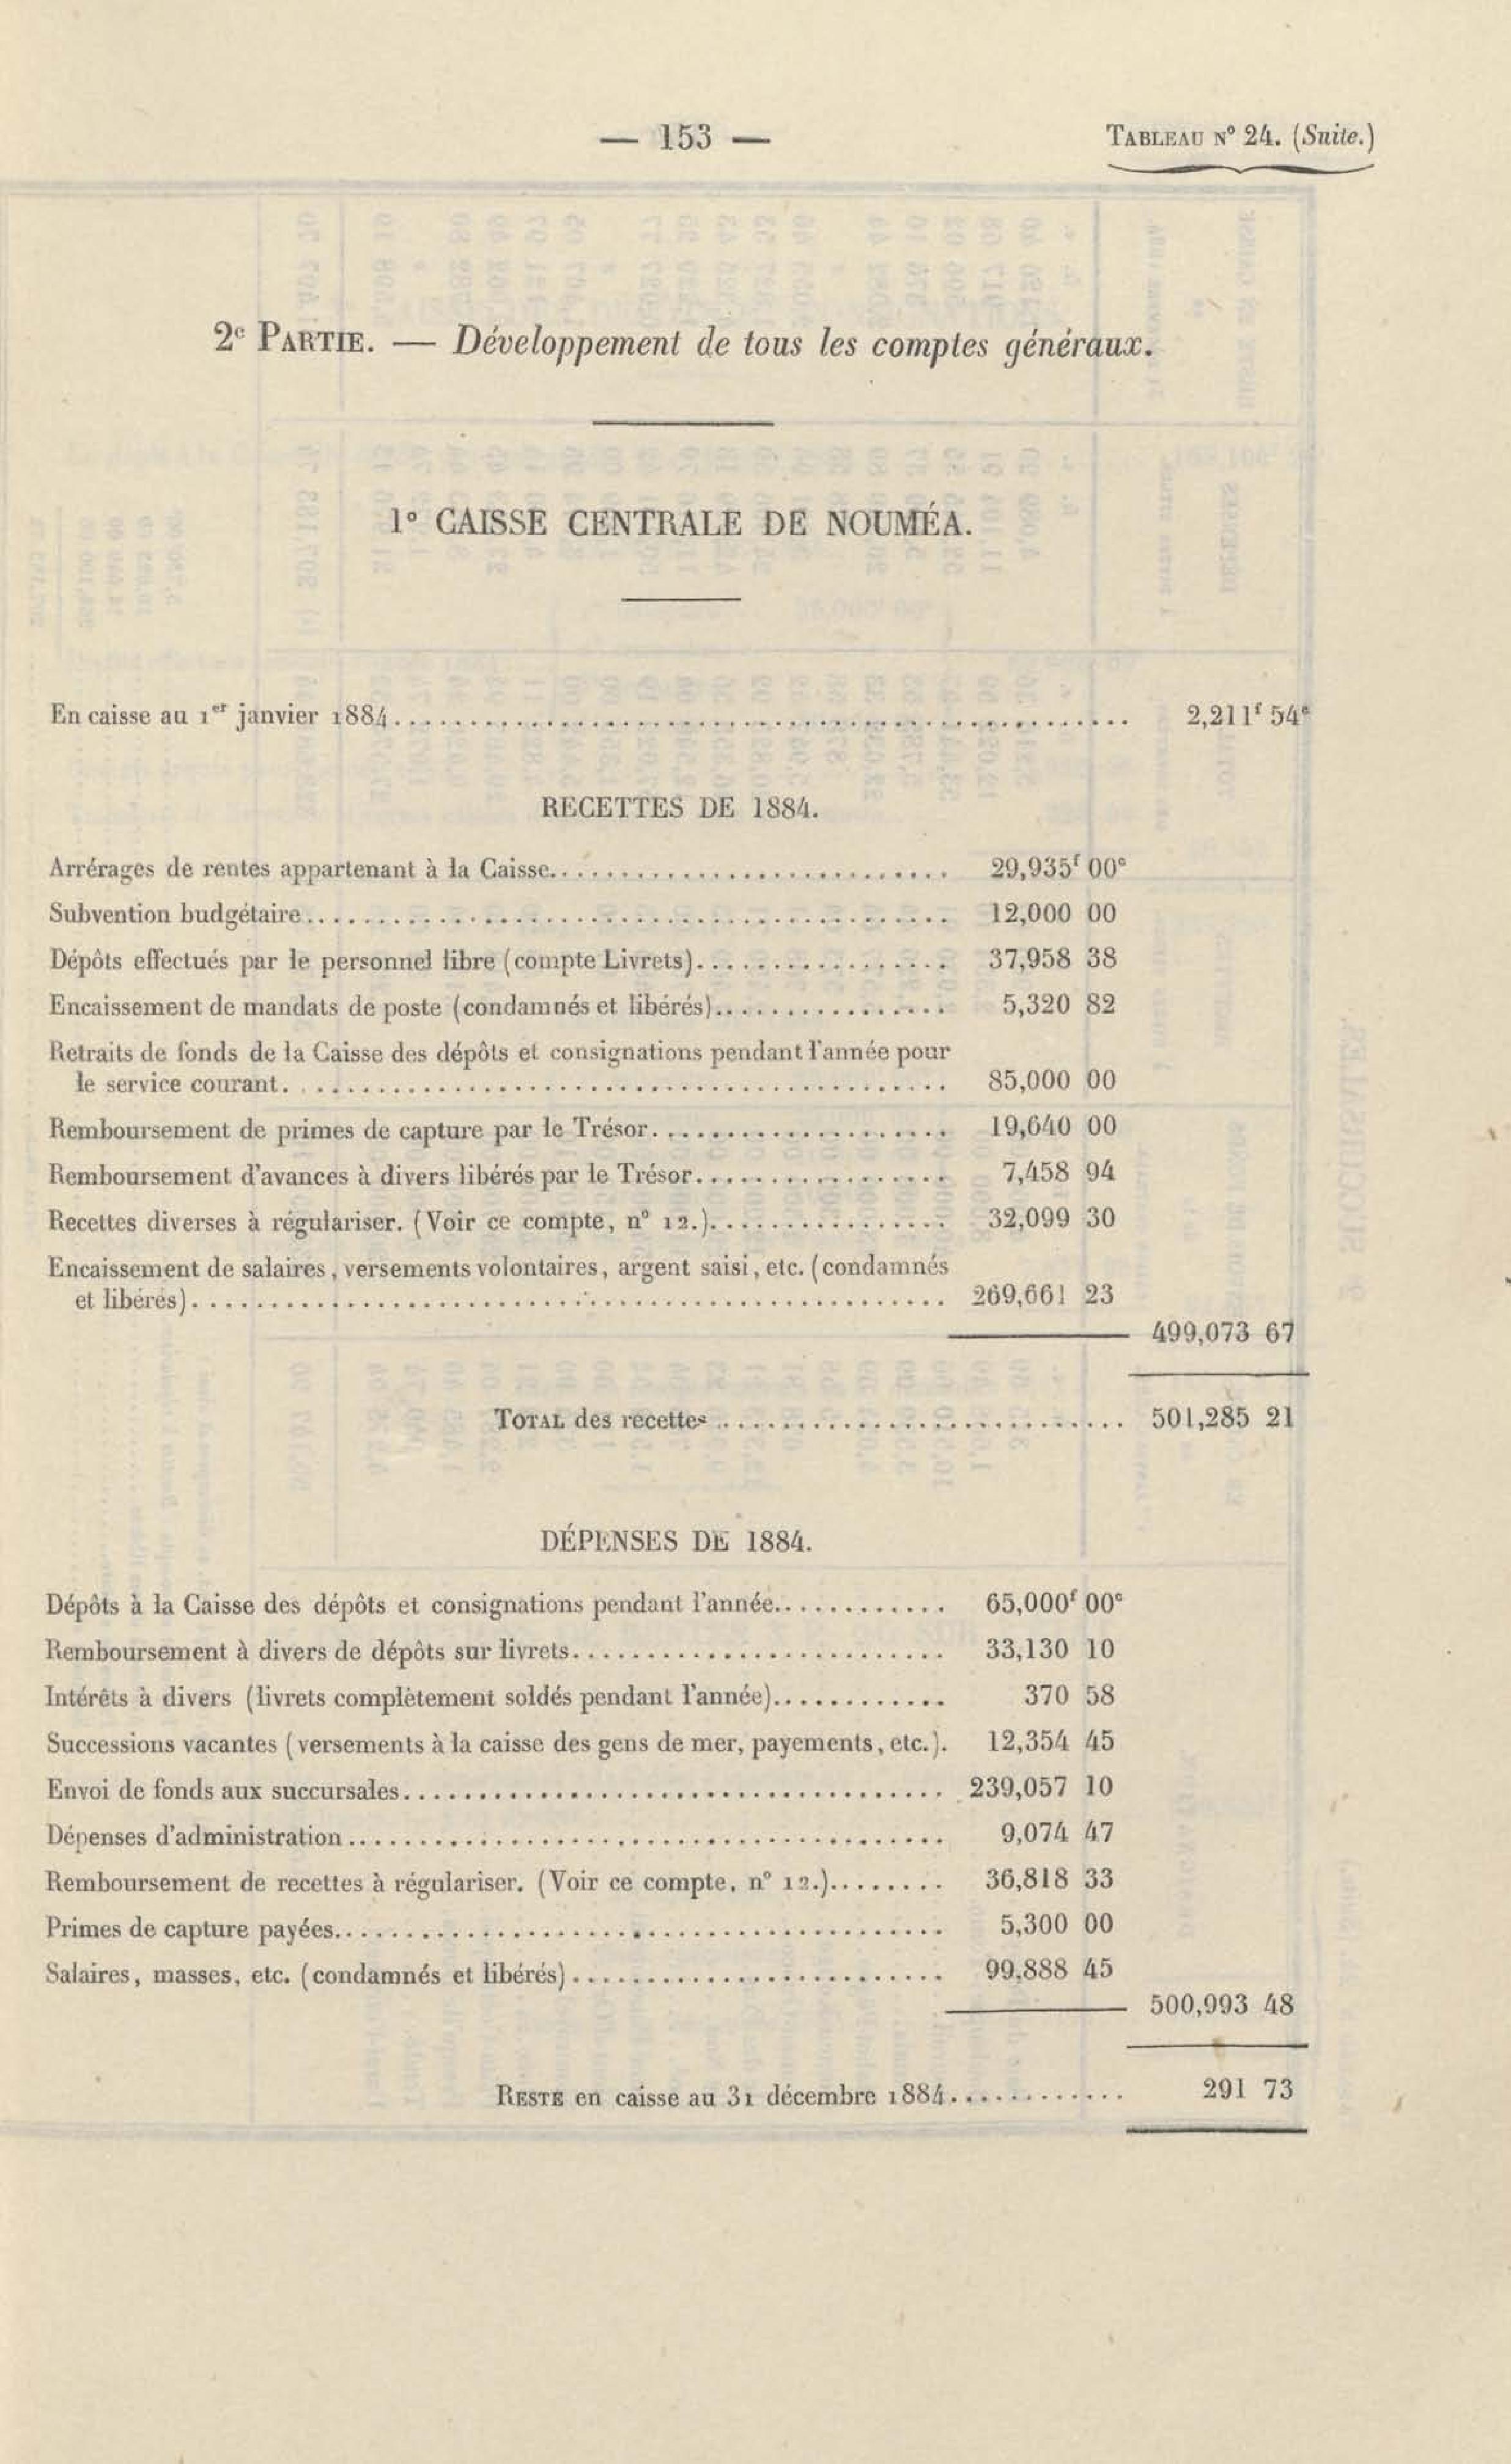 — 153 —
TABLEAU N° 24. (Suite.)
2e PARTIE. — Développement de tous les comptes généraux.
1° CAISSE CENTRALE DE NOUMÉA.
En caisse au 1er janvier 1884........ 2,211f 54c
RECETTES DE 1884.
Arrérages de rentes appartenant à la Caisse........ 29,935f 00c
Subvention budgétaire........ 12,000 00
Dépôts effectués par le personnel libre (compte Livrets)........ 37,958 38
Encaissement de mandats de poste (condamnés et libérés)........ 5,320 82
Retraits de fonds de la Caisse des dépôts et consignations pendant l'année pour
le service courant........ 85,000 00
Remboursement de primes de capture par le Trésor........ 19,640 00
Remboursement d'avances à divers libérés par le Trésor........ 7,458 94
Recettes diverses à régulariser. (Voir ce compte, n° 12.)........ 32,099 30
Encaissement de salaires, versements volontaires, argent saisi, etc. (condamnés
et libérés)........ 269,661 23
499,073 67
TOTAL des recettes........ 501,285 21
DÉPENSES DE 1884.
Dépôts à la Caisse des dépôts et consignations pendant l'année........ 65,000f 00c
Remboursement à divers de dépôts sur livrets........ 33,130 10
Intérêts à divers (livrets complètement soldés pendant l'année)........ 370 58
Successions vacantes (versements à la caisse des gens de mer, payements, etc.). 12,354 45
Envoi de fonds aux succursales........ 239,057 10
Dépenses d'administration........ 9,074 47
Remboursement de recettes à régulariser. (Voir ce compte, n° 12.)........ 36,818 33
Primes de capture payées........ 5,300 00
Salaires, masses, etc. (condamnés et libérés)........ 99,888 45
500,993 48
RESTE en caisse au 31 décembre 1884........ 291 73